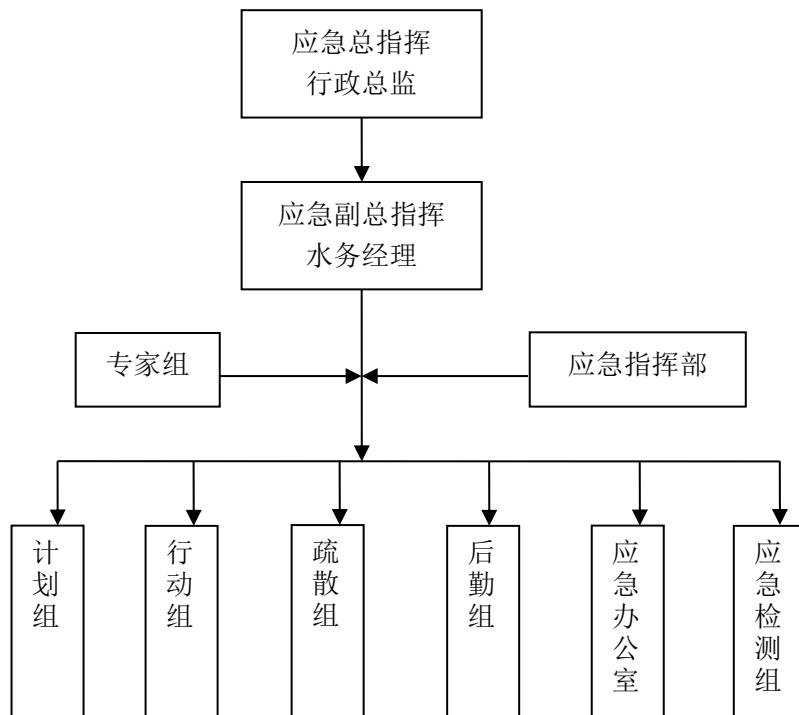 应急总指挥
行政总监
应急副总指挥
水务经理
专家组
应急指挥部
计划组
行动组
疏散组
后勤组
应急办公室
应急检测组